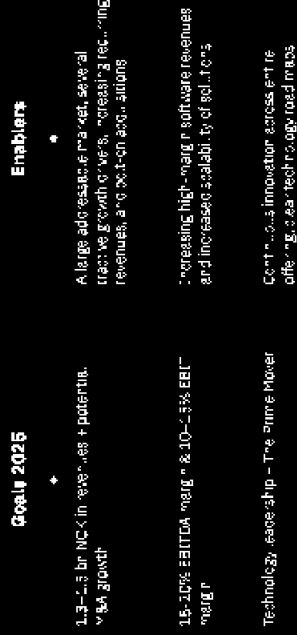 Goals 2025
1.3–1.5 bn NOK in revenues + potential
M&A growth
15-20% EBITDA margin & 10–15% EBIT
margin
Technology Leadership – The Prime Mover
Enablers
A large addressable market, several
growth drivers, increasing recurring
revenues, and bolt-on acquisitions
Increasing high-margin software revenues
and increased scalability of solutions
Continuous innovation across entire
offering, clear technology road maps